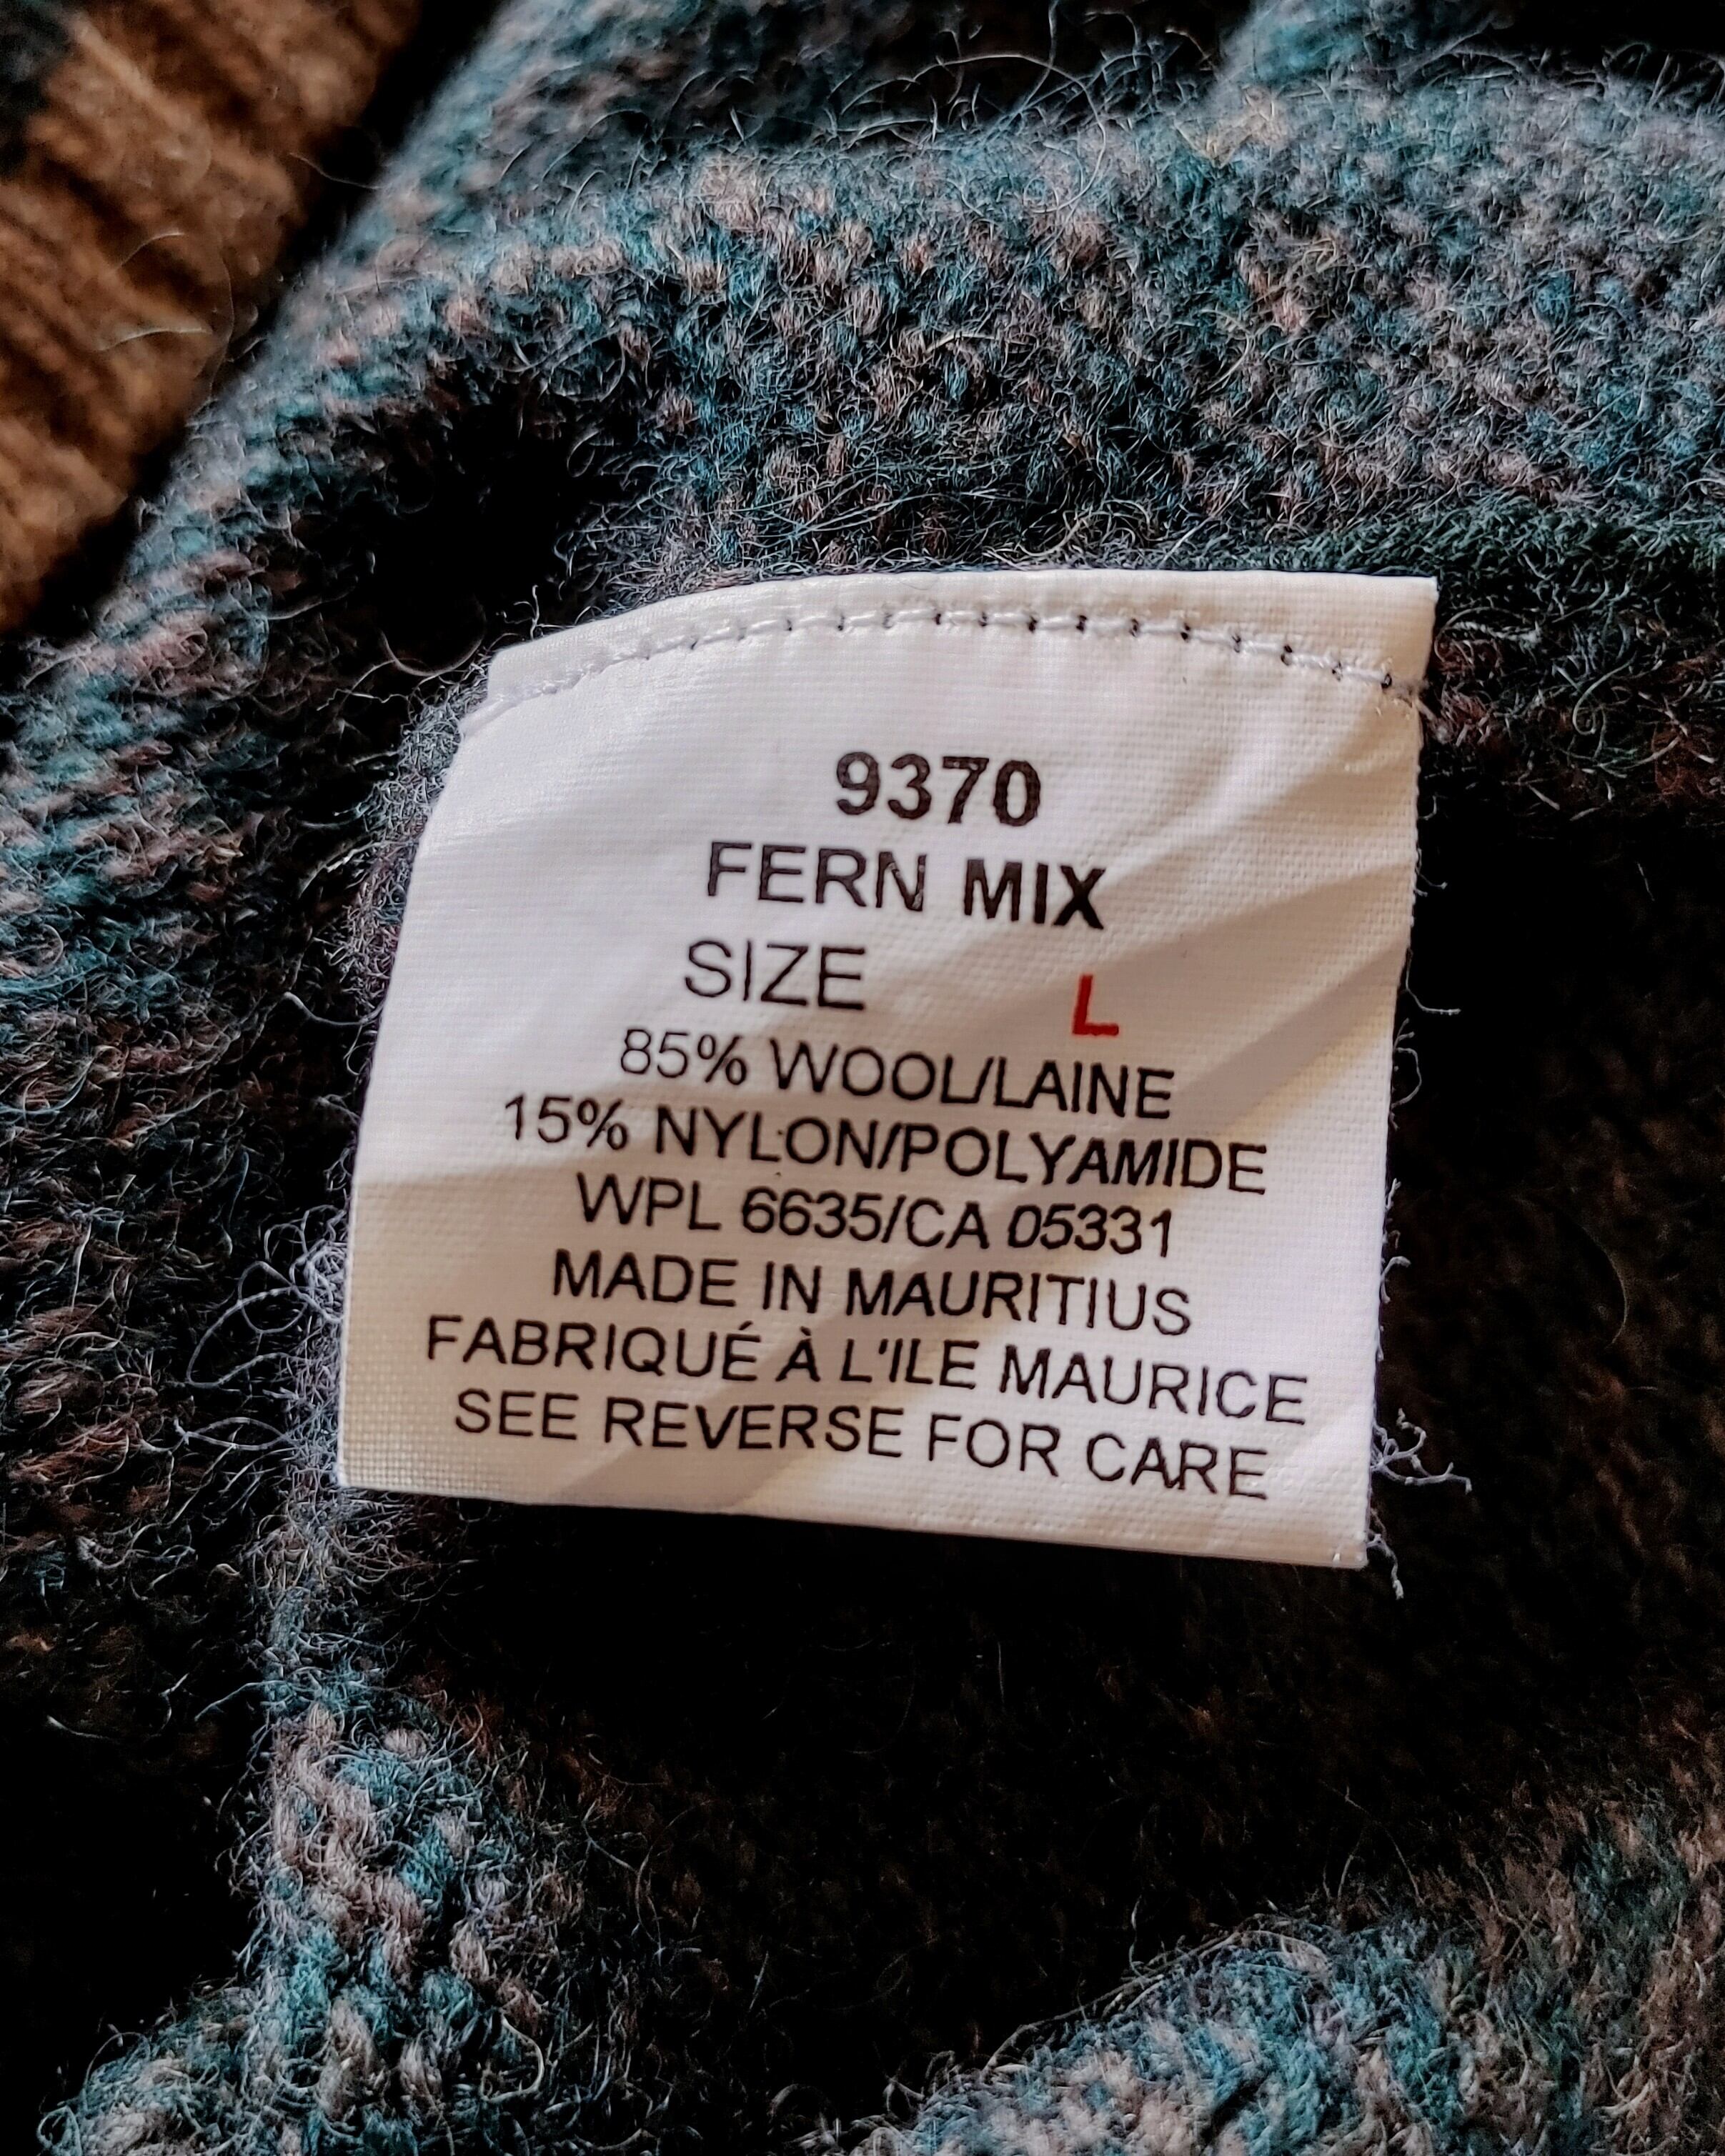 9370
FERN MIX
SIZE L
85% WOOL/LAINE
15% NYLON/POLYAMIDE
WPL 6635/CA 05331
MADE IN MAURITIUS
FABRIQUÉ À L'ILE MAURICE
SEE REVERSE FOR CARE